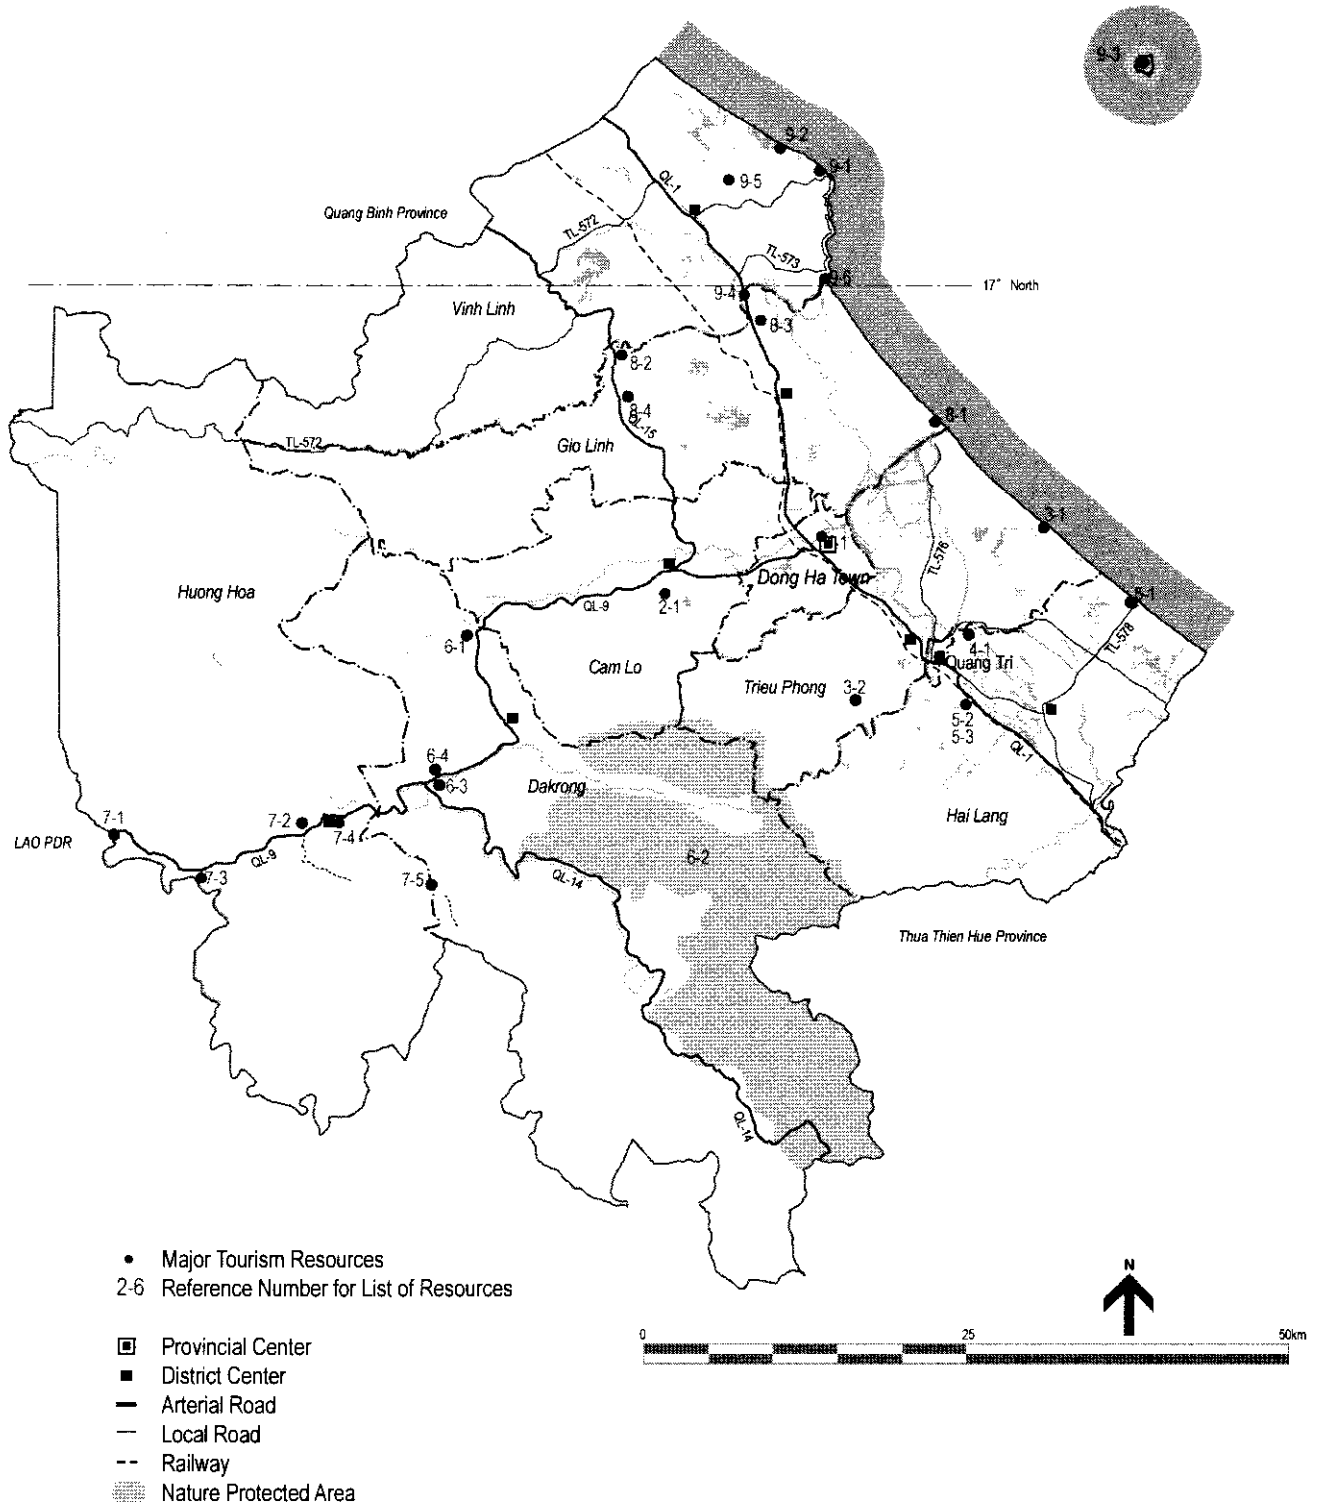 9-3
9-2
9-1
9-5
QL-1
Quang Binh Province
TL-572
TL-573
9-6
17° North
9-4
Vinh Linh
8-3
8-2
8-4
QL-15
8-1
TL-572
Gio Linh
3-1
TL-576
Dong Ha Town
Huong Hoa
QL-9
2-1
6-1
4-1
TL-578
Quang Tri
Cam Lo
Trieu Phong
3-2
5-2
5-3
QL-1
6-4
6-3
Dakrong
Hai Lang
7-1
7-2
7-4
LAO PDR
QL-9
6-2
7-3
7-5
QL-14
Thua Thien Hue Province
QL-14
Major Tourism Resources
2-6 Reference Number for List of Resources
N
Provincial Center
0 25 50km
District Center
Arterial Road
Local Road
Railway
Nature Protected Area